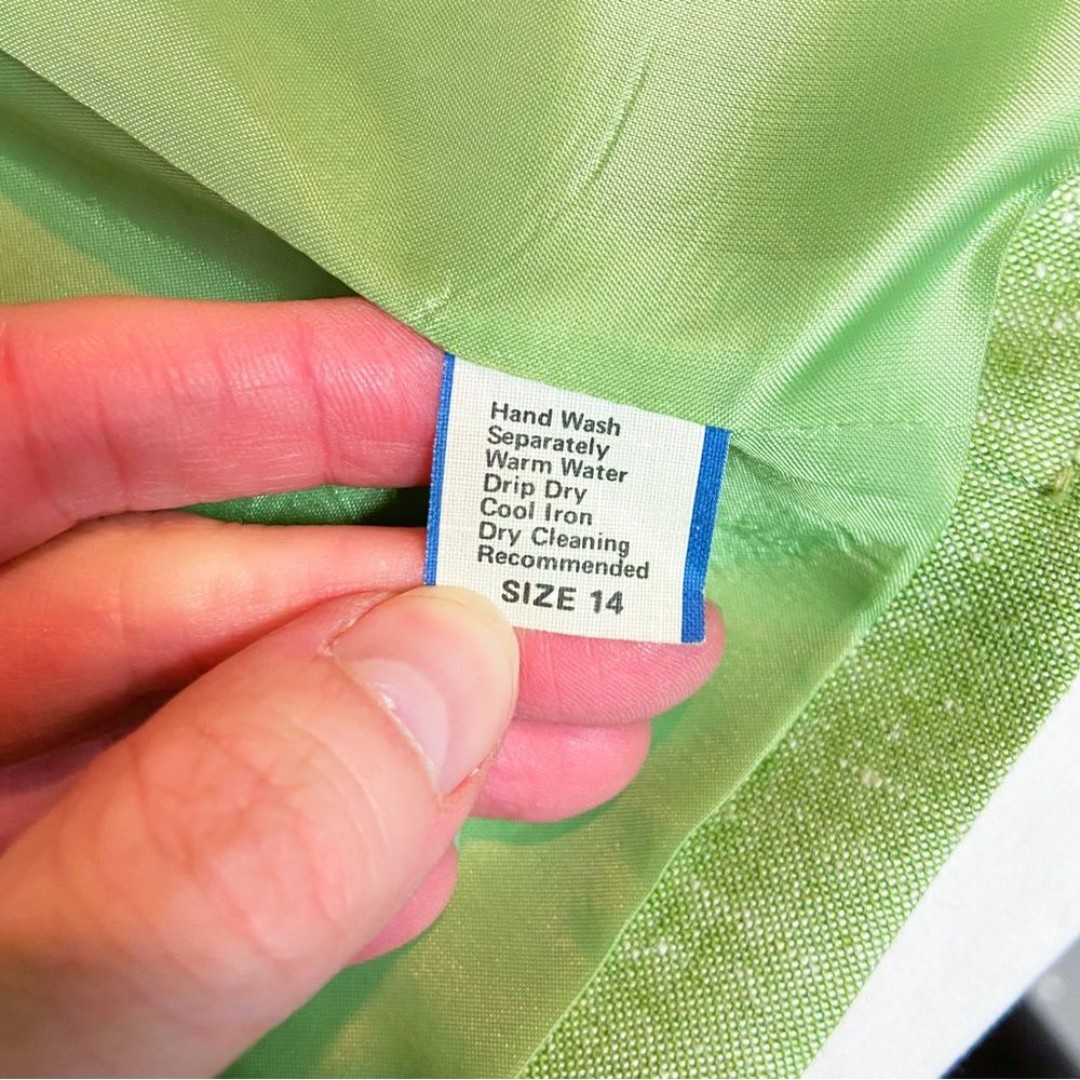 Hand Wash
Separately
Warm Water
Drip Dry
Cool Iron
Dry Cleaning
Recommended
SIZE 14